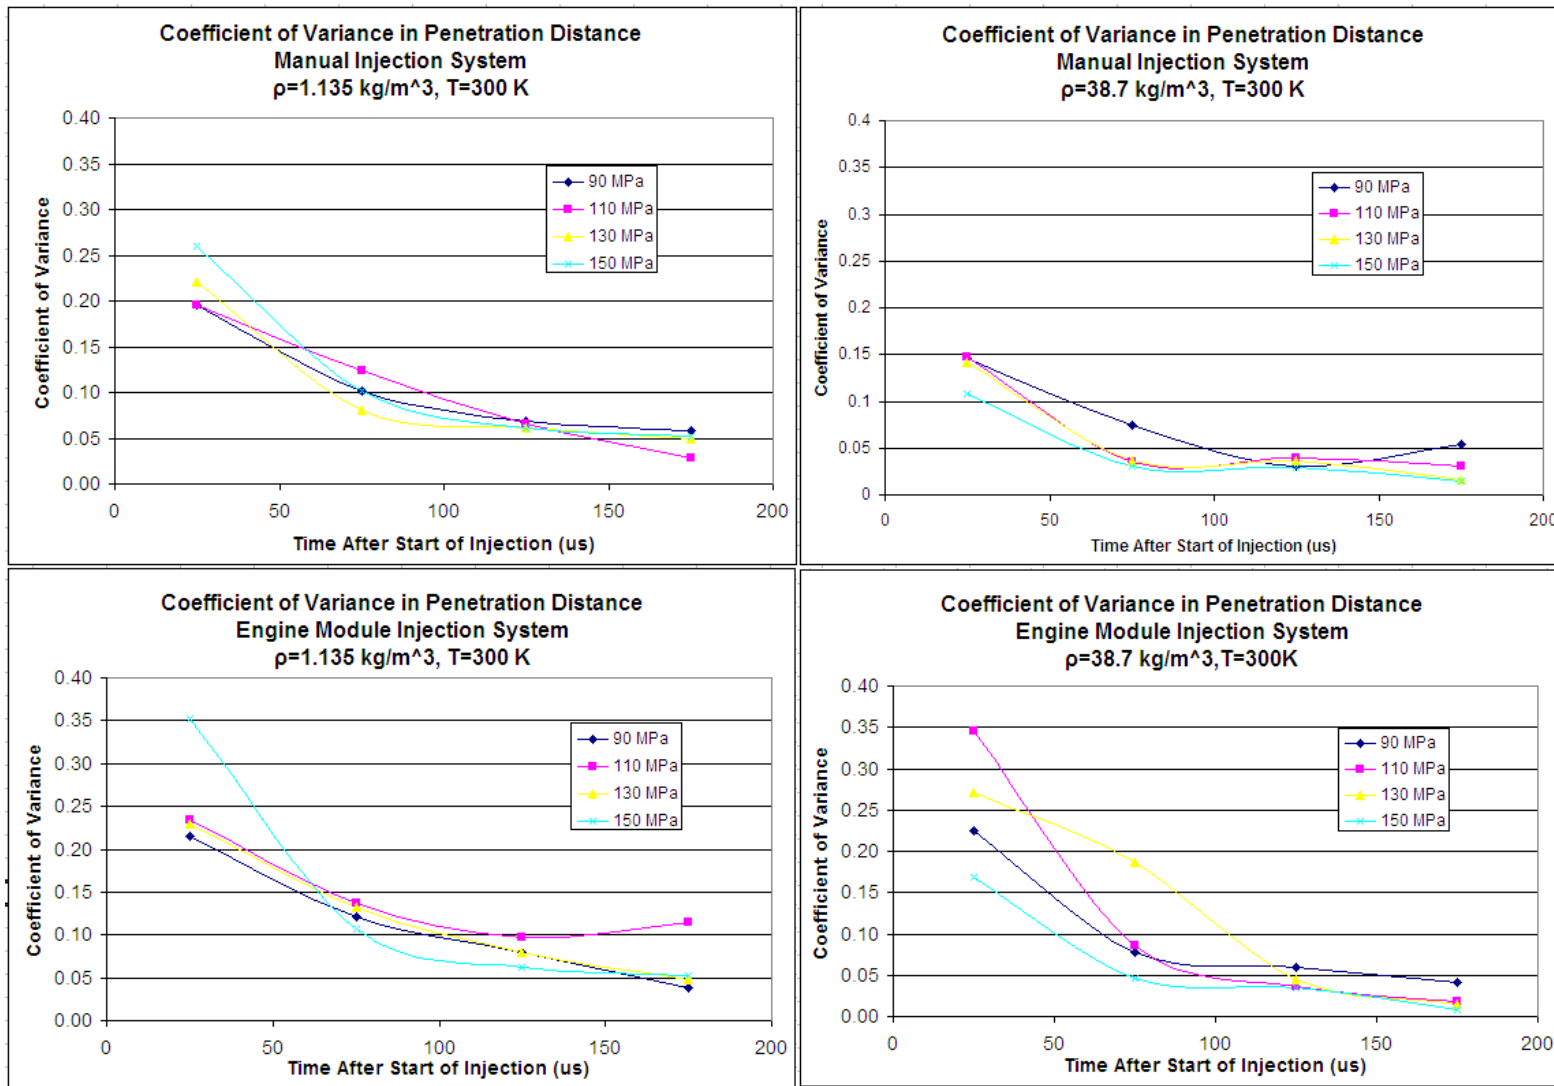 Coefficient of Variance in Penetration Distance
Manual Injection System
ρ=1.135 kg/m^3, T=300 K
0.40
0.35
0.30
0.25
0.20
0.15
0.10
0.05
0.00
Coefficient of Variance
90 MPa
110 MPa
130 MPa
150 MPa
0 50 100 150 200
Time After Start of Injection (us)
Coefficient of Variance in Penetration Distance
Manual Injection System
ρ=38.7 kg/m^3, T=300 K
0.4
0.35
0.3
0.25
0.2
0.15
0.1
0.05
0
Coefficient of Variance
90 MPa
110 MPa
130 MPa
150 MPa
0 50 100 150 200
Time After Start of Injection (us)
Coefficient of Variance in Penetration Distance
Engine Module Injection System
ρ=1.135 kg/m^3, T=300 K
0.40
0.35
0.30
0.25
0.20
0.15
0.10
0.05
0.00
Coefficient of Variance
90 MPa
110 MPa
130 MPa
150 MPa
0 50 100 150 200
Time After Start of Injection (us)
Coefficient of Variance in Penetration Distance
Engine Module Injection System
ρ=38.7 kg/m^3,T=300K
0.40
0.35
0.30
0.25
0.20
0.15
0.10
0.05
0.00
Coefficient of Variance
90 MPa
110 MPa
130 MPa
150 MPa
0 50 100 150 200
Time After Start of Injection (us)